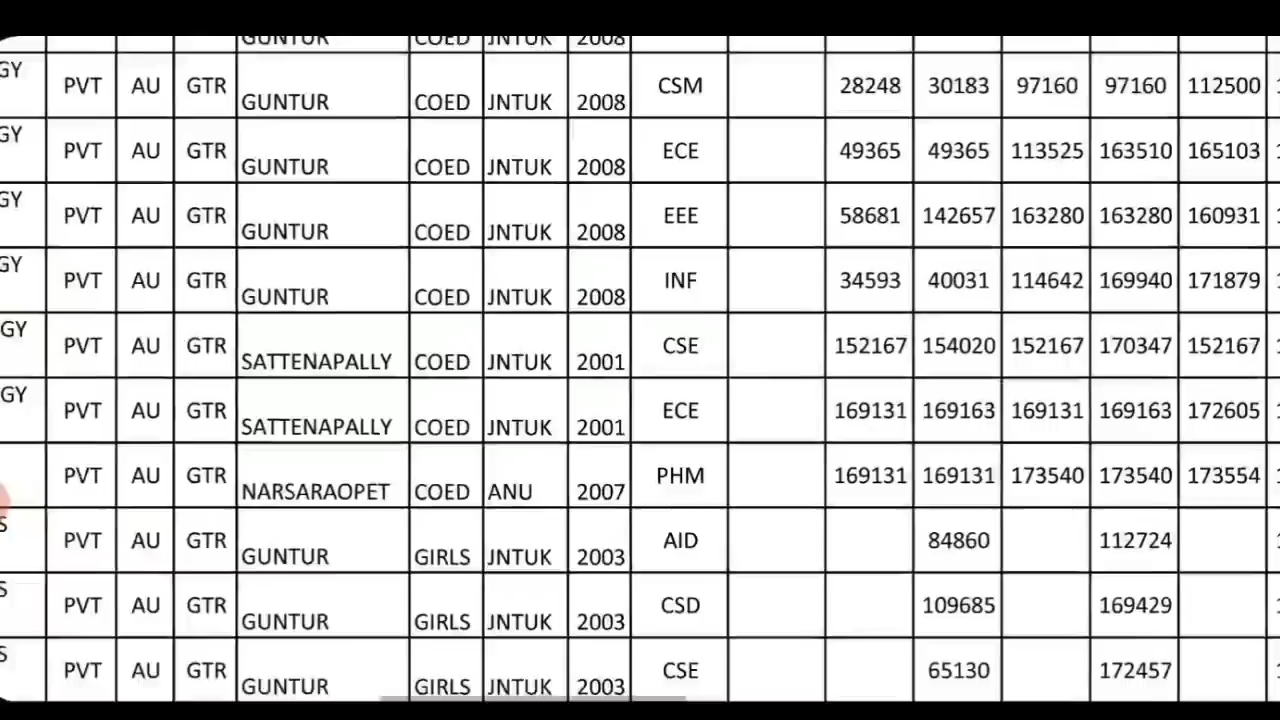 GUNTUR COED JNTUK 2008
GY PVT AU GTR GUNTUR COED JNTUK 2008 CSM 28248 30183 97160 97160 112500
GY PVT AU GTR GUNTUR COED JNTUK 2008 ECE 49365 49365 113525 163510 165103
GY PVT AU GTR GUNTUR COED JNTUK 2008 EEE 58681 142657 163280 163280 160931
GY PVT AU GTR GUNTUR COED JNTUK 2008 INF 34593 40031 114642 169940 171879
GY PVT AU GTR SATTENAPALLY COED JNTUK 2001 CSE 152167 154020 152167 170347 152167
GY PVT AU GTR SATTENAPALLY COED JNTUK 2001 ECE 169131 169163 169131 169163 172605
PVT AU GTR NARSARAOPET COED ANU 2007 PHM 169131 169131 173540 173540 173554
S PVT AU GTR GUNTUR GIRLS JNTUK 2003 AID 84860 112724
S PVT AU GTR GUNTUR GIRLS JNTUK 2003 CSD 109685 169429
S PVT AU GTR GUNTUR GIRLS JNTUK 2003 CSE 65130 172457